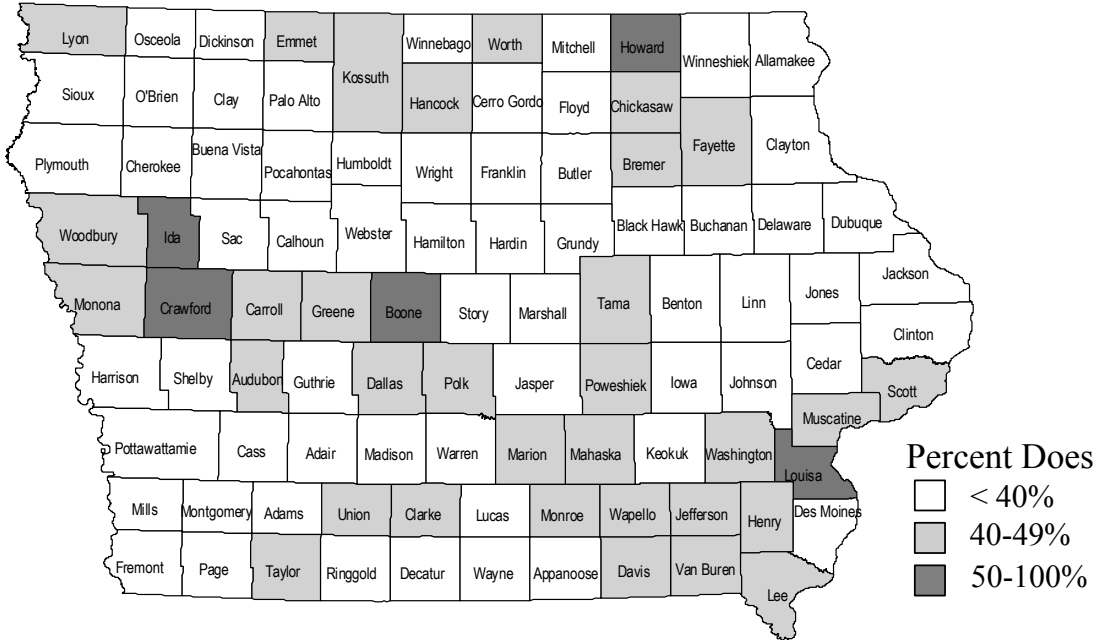 Lyon Osceola Dickinson Emmet Winnebago Worth Mitchell Howard
Winneshiek Allamakee
Kossuth
Sioux O'Brien Clay Palo Alto Hancock Cerro Gordo Floyd Chickasaw
Fayette Clayton
Plymouth Cherokee Buena Vista Pocahontas Humboldt Wright Franklin Butler Bremer
Woodbury Ida Sac Calhoun Webster Hamilton Hardin Grundy Black Hawk Buchanan Delaware Dubuque
Jackson
Monona Crawford Carroll Greene Boone Story Marshall Tama Benton Linn Jones
Clinton
Harrison Shelby Audubon Guthrie Dallas Polk Jasper Poweshiek Iowa Johnson Cedar
Scott
Muscatine
Pottawattamie Cass Adair Madison Warren Marion Mahaska Keokuk Washington
Louisa
Mills Montgomery Adams Union Clarke Lucas Monroe Wapello Jefferson Henry Des Moines
Fremont Page Taylor Ringgold Decatur Wayne Appanoose Davis Van Buren
Lee
Percent Does
< 40%
40-49%
50-100%